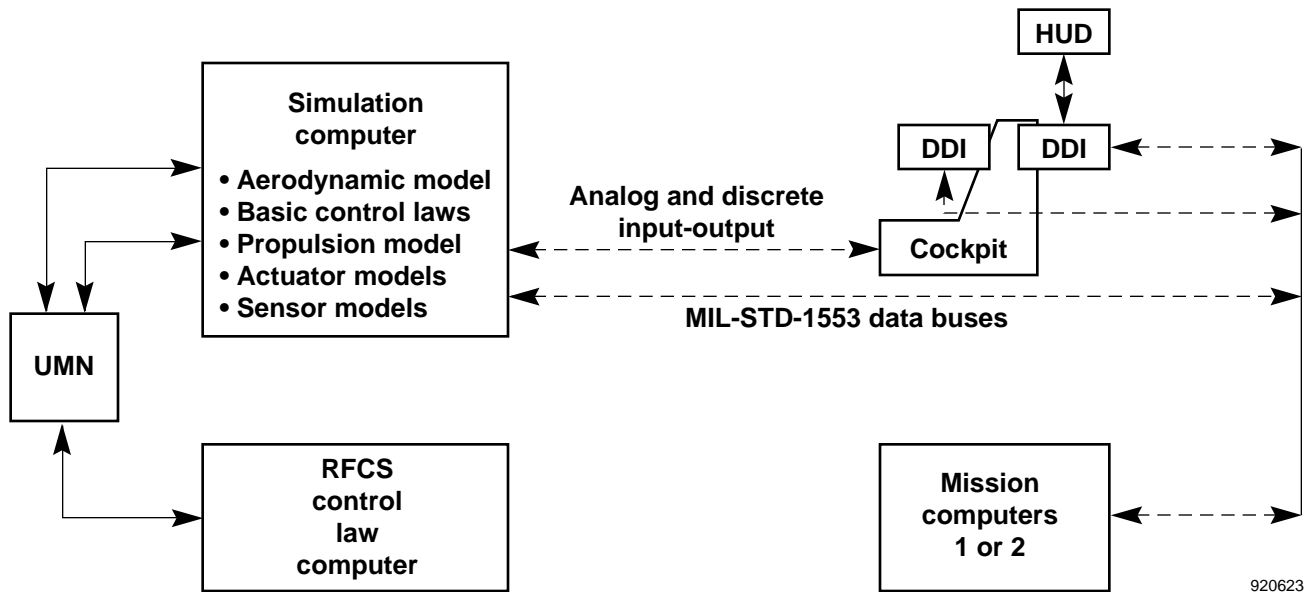 HUD
Simulation
computer
• Aerodynamic model
• Basic control laws
• Propulsion model
• Actuator models
• Sensor models
DDI
DDI
Analog and discrete
input-output
Cockpit
MIL-STD-1553 data buses
UMN
RFCS
control
law
computer
Mission
computers
1 or 2
920623